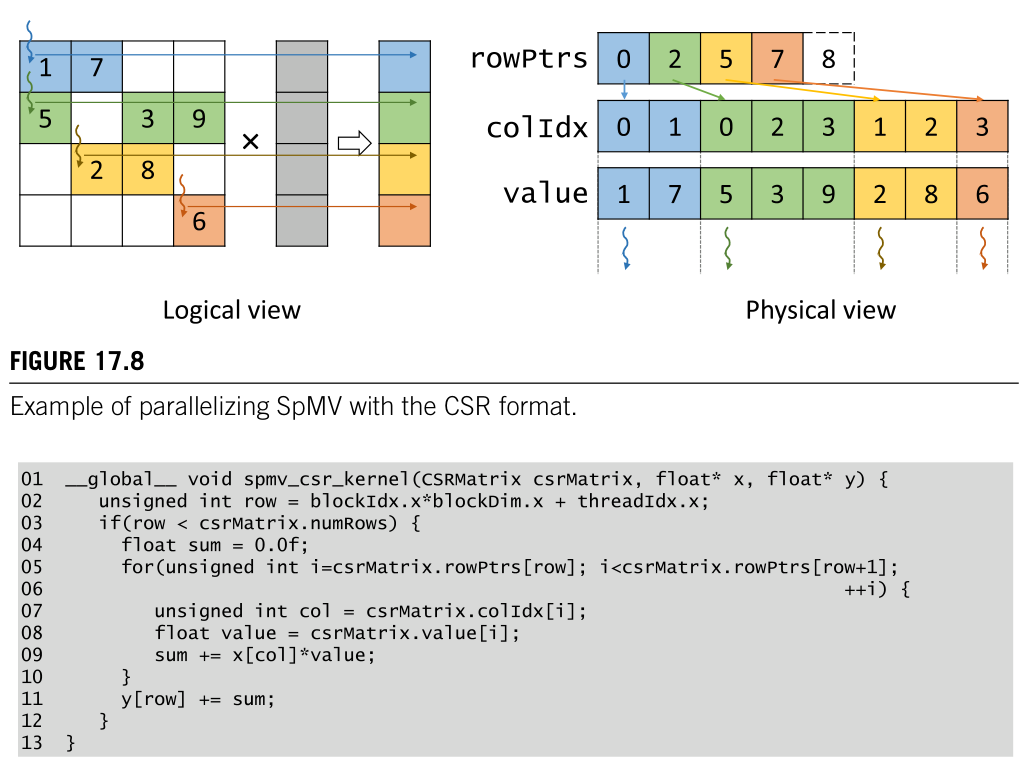 1 7
5 3 9
2 8
6
×
Logical view
rowPtrs 0 2 5 7 8
colIdx 0 1 0 2 3 1 2 3
value 1 7 5 3 9 2 8 6
Physical view
FIGURE 17.8
Example of parallelizing SpMV with the CSR format.
01 __global__ void spmv_csr_kernel(CSRMatrix csrMatrix, float* x, float* y) {
02 unsigned int row = blockIdx.x*blockDim.x + threadIdx.x;
03 if(row < csrMatrix.numRows) {
04 float sum = 0.0f;
05 for(unsigned int i=csrMatrix.rowPtrs[row]; i<csrMatrix.rowPtrs[row+1];
06 ++i) {
07 unsigned int col = csrMatrix.colIdx[i];
08 float value = csrMatrix.value[i];
09 sum += x[col]*value;
10 }
11 y[row] += sum;
12 }
13 }